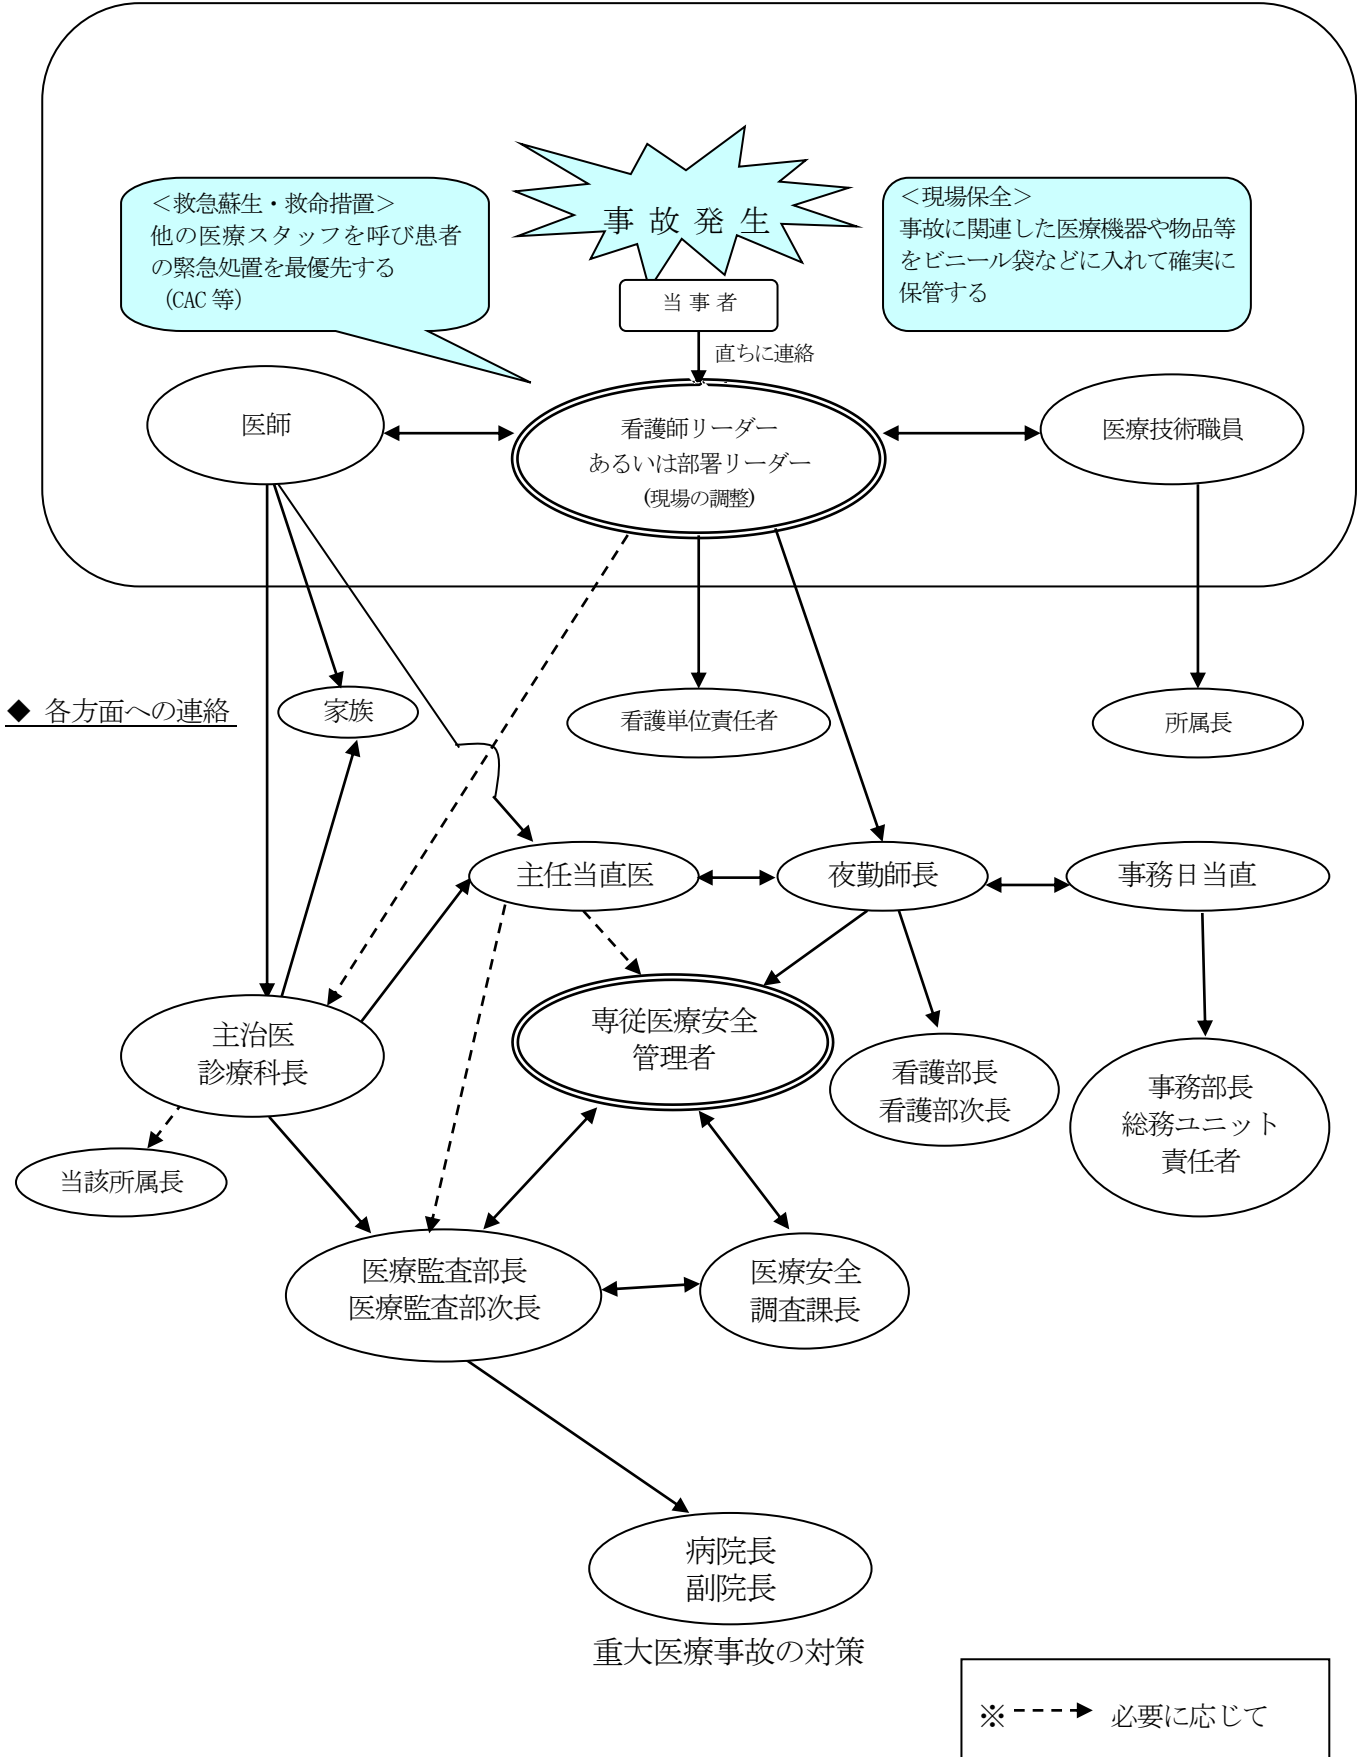 事 故 発 生
＜救急蘇生・救命措置＞
他の医療スタッフを呼び患者
の緊急処置を最優先する
（CAC 等）
＜現場保全＞
事故に関連した医療機器や物品等
をビニール袋などに入れて確実に
保管する
当 事 者
直ちに連絡
医師
看護師リーダー
あるいは部署リーダー
(現場の調整)
医療技術職員
◆ 各方面への連絡
家族
看護単位責任者
所属長
主任当直医
夜勤師長
事務日当直
主治医
診療科長
専従医療安全
管理者
看護部長
看護部次長
事務部長
総務ユニット
責任者
当該所属長
医療監査部長
医療監査部次長
医療安全
調査課長
病院長
副院長
重大医療事故の対策
※ 必要に応じて